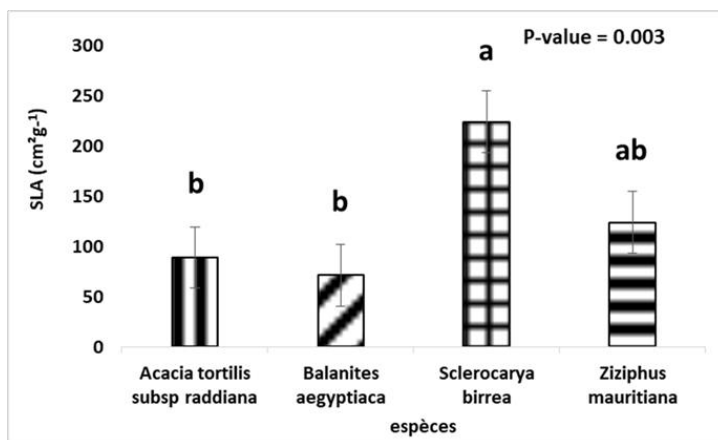 P-value = 0.003
SLA (cm²g⁻¹)
300
250
200
150
100
50
0
b
b
a
ab
Acacia tortilis
subsp raddiana
Balanites
aegyptiaca
Sclerocarya
birrea
Ziziphus
mauritiana
espèces